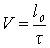 V = l₀ / τ